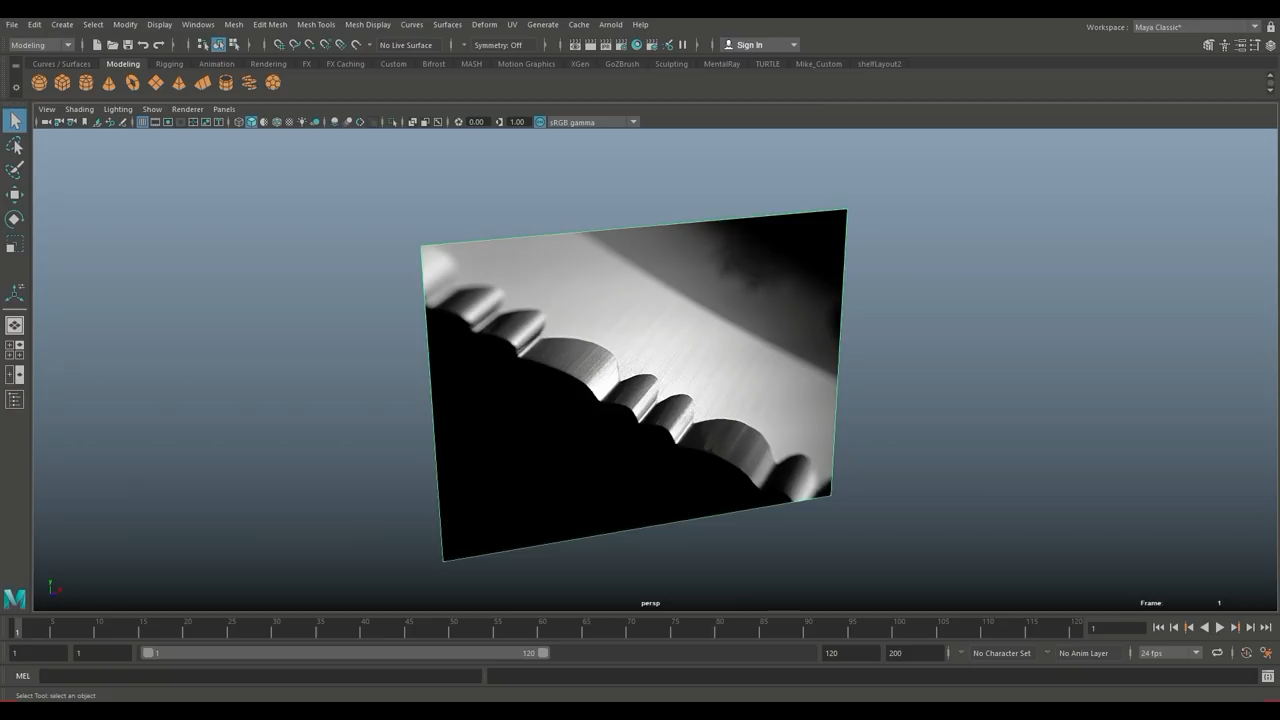 File Edit Create Select Modify Display Windows Mesh Edit Mesh Mesh Tools Mesh Display Curves Surfaces Deform UV Generate Cache Arnold Help
Workspace : Maya Classic*
Modeling No Live Surface Symmetry: Off Sign In
Curves / Surfaces Modeling Rigging Animation Rendering FX FX Caching Custom Bifrost MASH Motion Graphics XGen GoZBrush Sculpting MentalRay TURTLE Mike_Custom shelfLayout2
View Shading Lighting Show Renderer Panels
0.00 1.00 sRGB gamma
y
persp Frame: 1
1 5 10 15 20 25 30 35 40 45 50 55 60 65 70 75 80 85 90 95 100 105 110 115 120 1
1 1 1 120 120 200 No Character Set No Anim Layer 24 fps
MEL
Select Tool: select an object